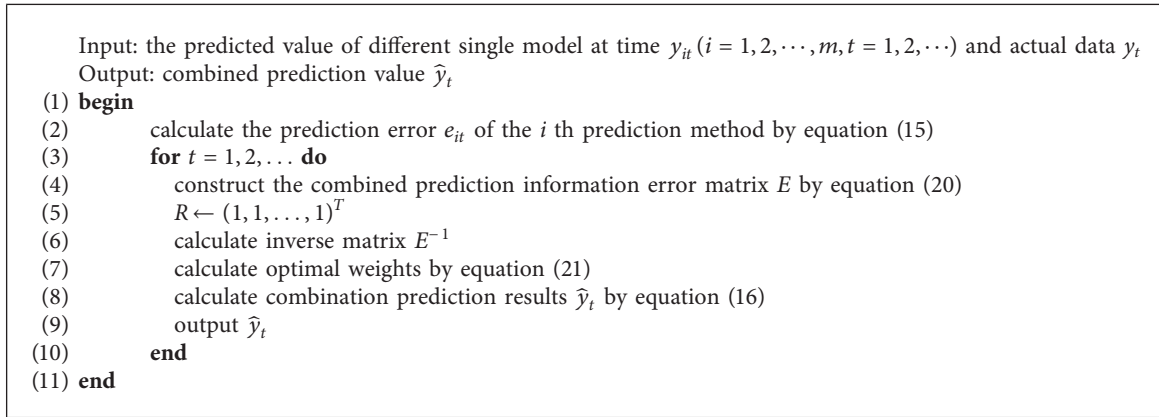 Input: the predicted value of different single model at time y_{it} (i = 1, 2, ⋯, m, t = 1, 2, ⋯) and actual data y_t
Output: combined prediction value ŷ_t
(1) begin
(2) calculate the prediction error e_{it} of the i th prediction method by equation (15)
(3) for t = 1, 2, . . . do
(4) construct the combined prediction information error matrix E by equation (20)
(5) R ← (1, 1, . . . , 1)^T
(6) calculate inverse matrix E^{−1}
(7) calculate optimal weights by equation (21)
(8) calculate combination prediction results ŷ_t by equation (16)
(9) output ŷ_t
(10) end
(11) end